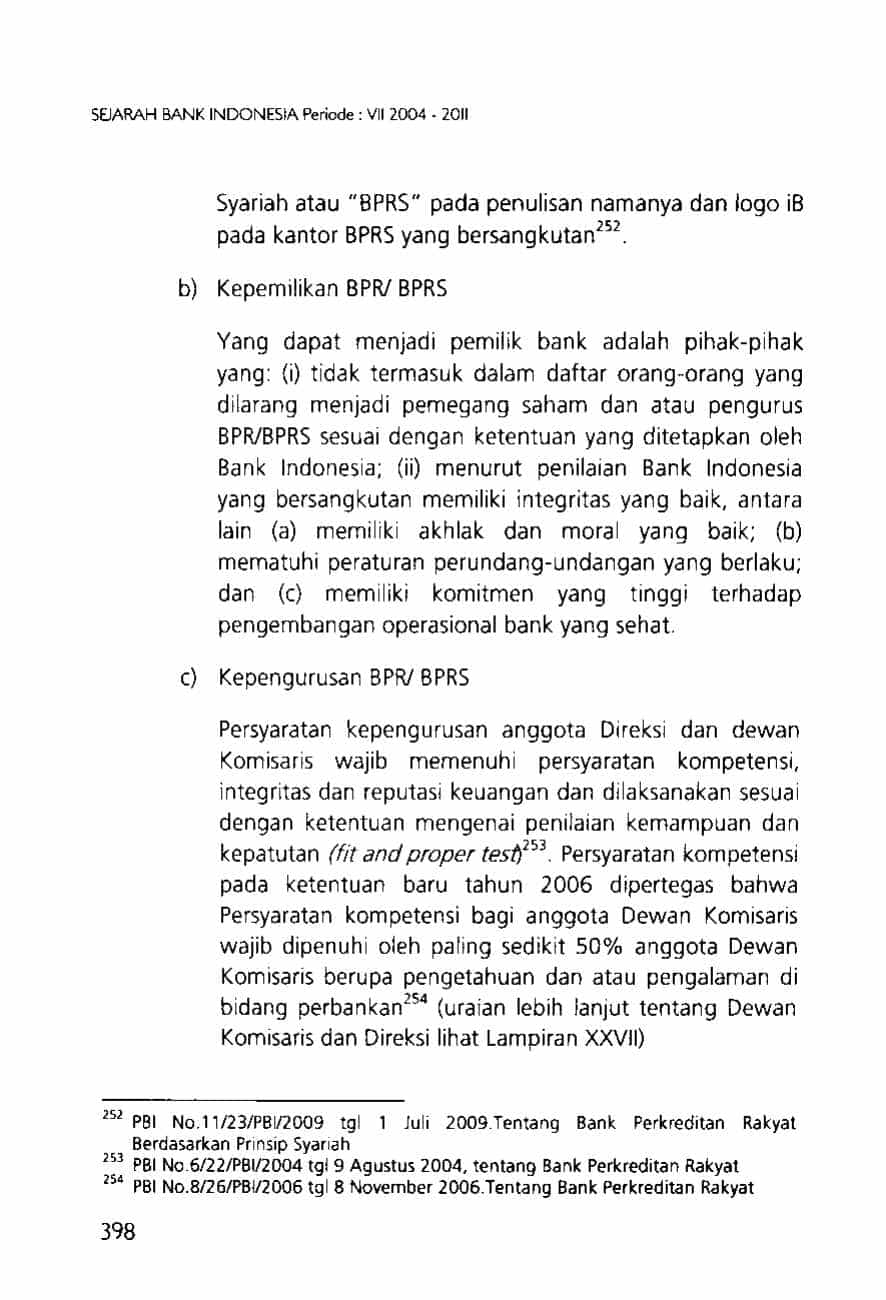 SEJARAH BANK INDONESIA Periode : VII 2004 - 2011
Syariah atau "BPRS" pada penulisan namanya dan logo iB
pada kantor BPRS yang bersangkutan²⁵².
b) Kepemilikan BPR/ BPRS
Yang dapat menjadi pemilik bank adalah pihak-pihak
yang: (i) tidak termasuk dalam daftar orang-orang yang
dilarang menjadi pemegang saham dan atau pengurus
BPR/BPRS sesuai dengan ketentuan yang ditetapkan oleh
Bank Indonesia; (ii) menurut penilaian Bank Indonesia
yang bersangkutan memiliki integritas yang baik, antara
lain (a) memiliki akhlak dan moral yang baik; (b)
mematuhi peraturan perundang-undangan yang berlaku;
dan (c) memiliki komitmen yang tinggi terhadap
pengembangan operasional bank yang sehat.
c) Kepengurusan BPR/ BPRS
Persyaratan kepengurusan anggota Direksi dan dewan
Komisaris wajib memenuhi persyaratan kompetensi,
integritas dan reputasi keuangan dan dilaksanakan sesuai
dengan ketentuan mengenai penilaian kemampuan dan
kepatutan (fit and proper test)²⁵³. Persyaratan kompetensi
pada ketentuan baru tahun 2006 dipertegas bahwa
Persyaratan kompetensi bagi anggota Dewan Komisaris
wajib dipenuhi oleh paling sedikit 50% anggota Dewan
Komisaris berupa pengetahuan dan atau pengalaman di
bidang perbankan²⁵⁴ (uraian lebih lanjut tentang Dewan
Komisaris dan Direksi lihat Lampiran XXVII)
²⁵² PBI No.11/23/PBI/2009 tgl 1 Juli 2009.Tentang Bank Perkreditan Rakyat
Berdasarkan Prinsip Syariah
²⁵³ PBI No.6/22/PBI/2004 tgl 9 Agustus 2004, tentang Bank Perkreditan Rakyat
²⁵⁴ PBI No.8/26/PBI/2006 tgl 8 November 2006.Tentang Bank Perkreditan Rakyat
398